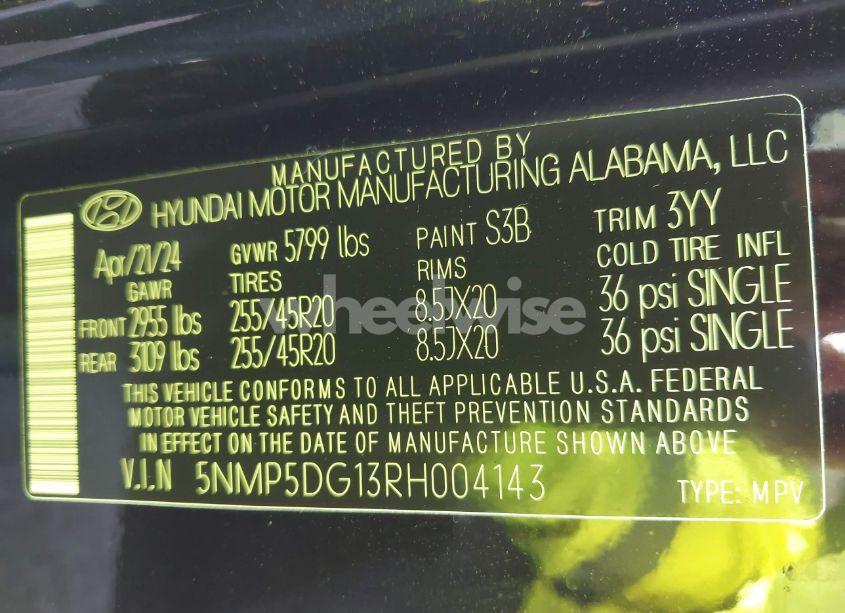 MANUFACTURED BY
HYUNDAI MOTOR MANUFACTURING ALABAMA, LLC
Apr/21/24 GVWR 5799 lbs PAINT S3B TRIM 3YY
GAWR TIRES RIMS COLD TIRE INFL
FRONT 2955 lbs 255/45R20 8.5JX20 36 psi SINGLE
REAR 3109 lbs 255/45R20 8.5JX20 36 psi SINGLE
THIS VEHICLE CONFORMS TO ALL APPLICABLE U.S.A. FEDERAL
MOTOR VEHICLE SAFETY AND THEFT PREVENTION STANDARDS
IN EFFECT ON THE DATE OF MANUFACTURE SHOWN ABOVE
V.I.N 5NMP5DG13RH004143 TYPE: MPV
wheelwise